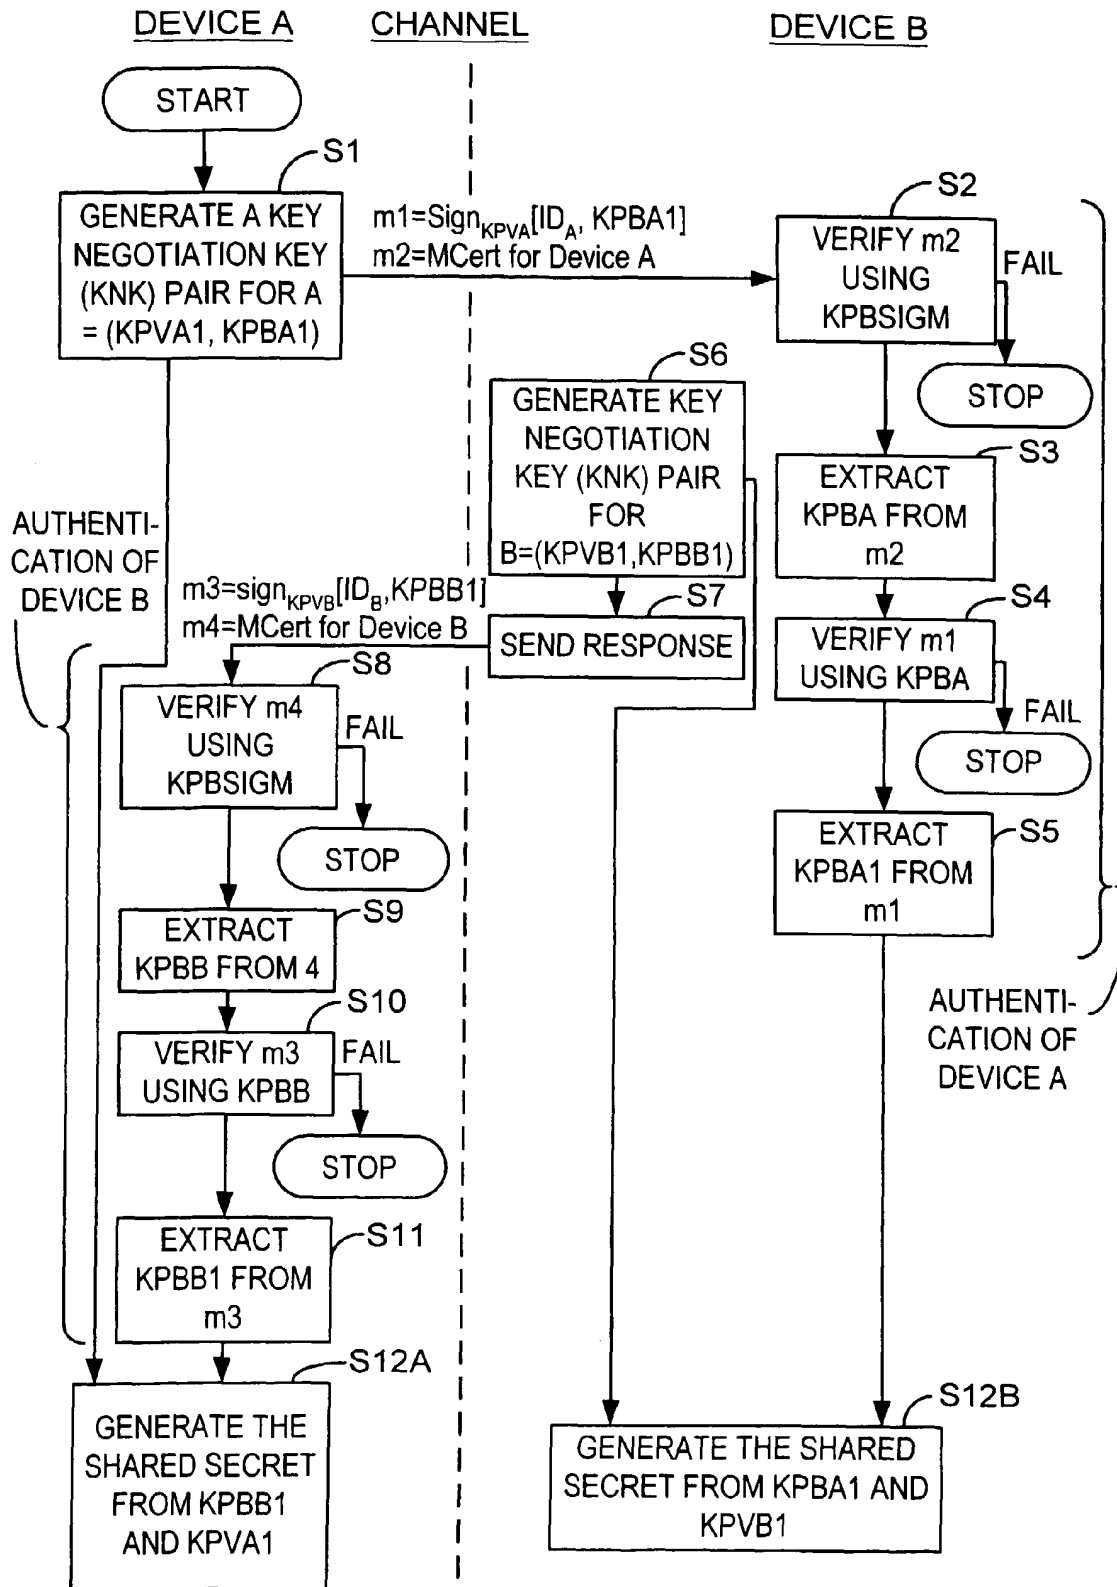 DEVICE A
CHANNEL
DEVICE B
START
S1
GENERATE A KEY
NEGOTIATION KEY
(KNK) PAIR FOR A
= (KPVA1, KPBA1)
m1=Sign_KPVA[ID_A, KPBA1]
m2=MCert for Device A
S2
VERIFY m2
USING
KPBSIGM
FAIL
STOP
S6
GENERATE KEY
NEGOTIATION
KEY (KNK) PAIR
FOR
B=(KPVB1,KPBB1)
S3
EXTRACT
KPBA FROM
m2
AUTHENTI-
CATION OF
DEVICE B
m3=sign_KPVB[ID_B,KPBB1]
m4=MCert for Device B
S7
SEND RESPONSE
S4
VERIFY m1
USING KPBA
FAIL
STOP
S8
VERIFY m4
USING
KPBSIGM
FAIL
STOP
S5
EXTRACT
KPBA1 FROM
m1
S9
EXTRACT
KPBB FROM 4
S10
VERIFY m3
USING KPBB
FAIL
STOP
AUTHENTI-
CATION OF
DEVICE A
S11
EXTRACT
KPBB1 FROM
m3
S12A
GENERATE THE
SHARED SECRET
FROM KPBB1
AND KPVA1
S12B
GENERATE THE SHARED
SECRET FROM KPBA1 AND
KPVB1